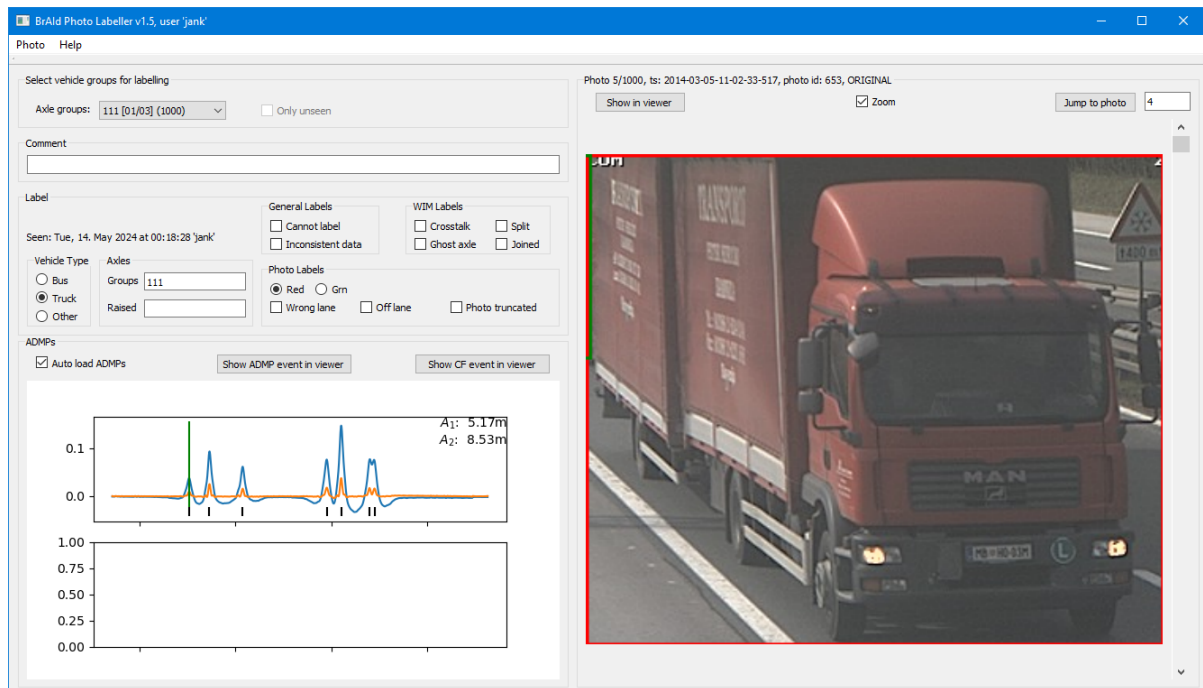 BrAId Photo Labeller v1.5, user 'jank'
Photo Help
Select vehicle groups for labelling
Axle groups: 111 [01/03] (1000) Only unseen
Comment
Label
General Labels
Cannot label
Inconsistent data
WIM Labels
Crosstalk Split
Ghost axle Joined
Seen: Tue, 14. May 2024 at 00:18:28 'jank'
Vehicle Type
Bus
Truck
Other
Axles
Groups 111
Raised
Photo Labels
Red Grn
Wrong lane Off lane Photo truncated
ADMPs
Auto load ADMPs Show ADMP event in viewer Show CF event in viewer
A₁: 5.17m
A₂: 8.53m
0.1
0.0
1.00
0.75
0.50
0.25
0.00
Photo 5/1000, ts: 2014-03-05-11-02-33-517, photo id: 653, ORIGINAL
Show in viewer Zoom Jump to photo 4
TRANSPORT
MAN
L